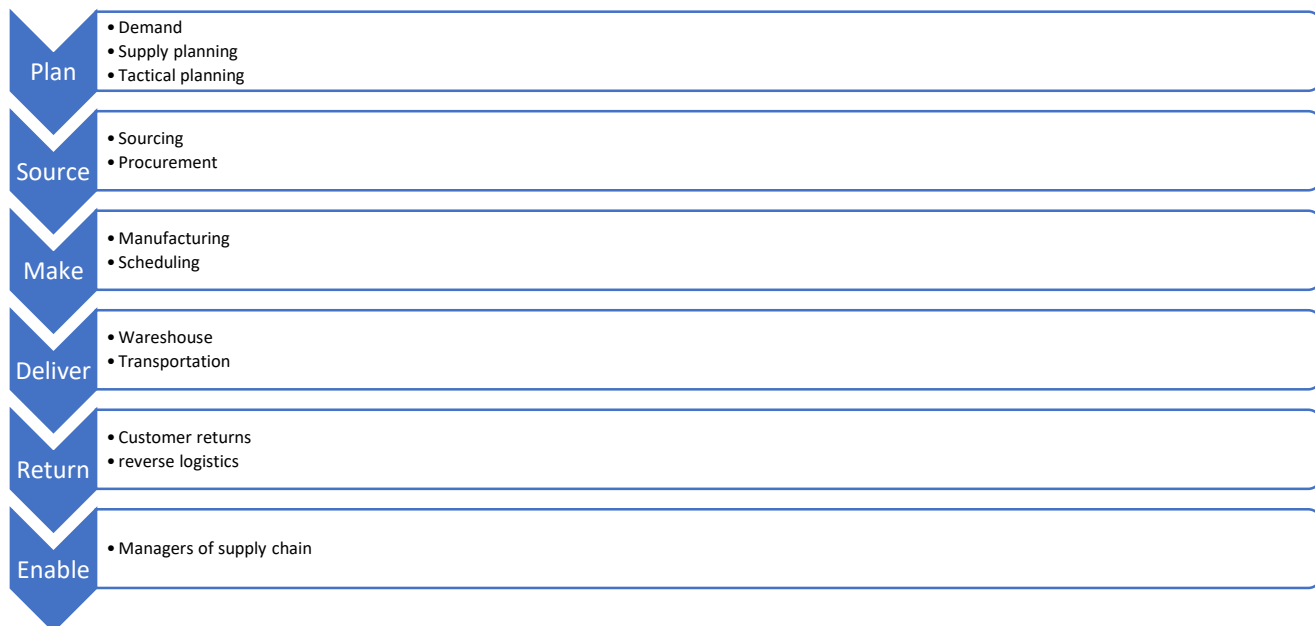 Plan
• Demand
• Supply planning
• Tactical planning
Source
• Sourcing
• Procurement
Make
• Manufacturing
• Scheduling
Deliver
• Wareshouse
• Transportation
Return
• Customer returns
• reverse logistics
Enable
• Managers of supply chain